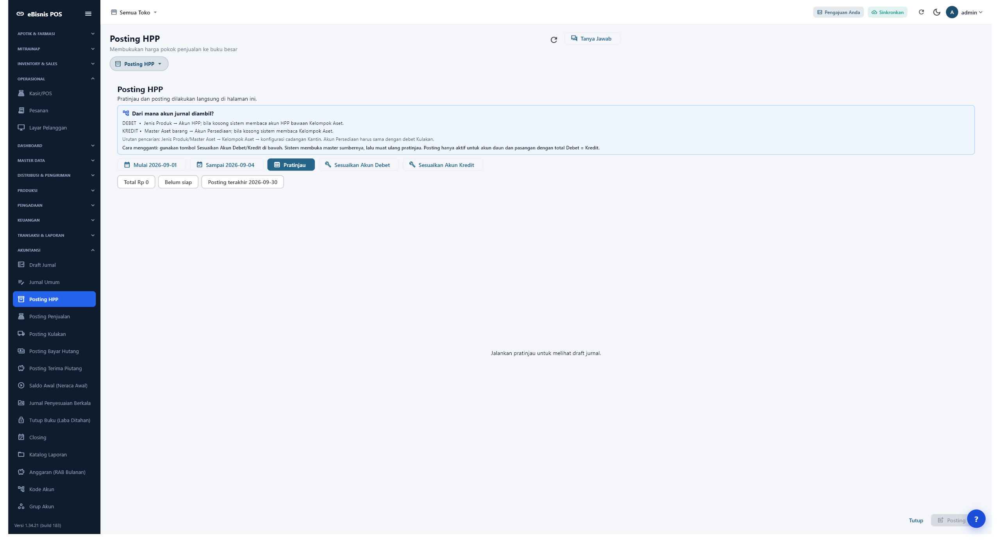 eBisnis POS
APOTIK & FARMASI
MITRAINAP
INVENTORY & SALES
OPERASIONAL
Kasir/POS
Pesanan
Layar Pelanggan
DASHBOARD
MASTER DATA
DISTRIBUSI & PENGIRIMAN
PRODUKSI
PENGADAAN
KEUANGAN
TRANSAKSI & LAPORAN
AKUNTANSI
Draft Jurnal
Jurnal Umum
Posting HPP
Posting Penjualan
Posting Kulakan
Posting Bayar Hutang
Posting Terima Piutang
Saldo Awal (Neraca Awal)
Jurnal Penyesuaian Berkala
Tutup Buku (Laba Ditahan)
Closing
Katalog Laporan
Anggaran (RAB Bulanan)
Kode Akun
Grup Akun
Versi 1.34.21 (build 183)
Semua Toko
Pengajuan Anda
Sinkronkan
A
admin
Posting HPP
Membukukan harga pokok penjualan ke buku besar
Tanya Jawab
Posting HPP
Posting HPP
Pratinjau dan posting dilakukan langsung di halaman ini.
Dari mana akun jurnal diambil?
DEBET • Jenis Produk → Akun HPP; bila kosong sistem membaca akun HPP bawaan Kelompok Aset.
KREDIT • Master Aset barang → Akun Persediaan; bila kosong sistem membaca Kelompok Aset.
Urutan pencarian: Jenis Produk/Master Aset → Kelompok Aset → konfigurasi cadangan Kantin. Akun Persediaan harus sama dengan debet Kulakan.
Cara mengganti: gunakan tombol Sesuaikan Akun Debet/Kredit di bawah. Sistem membuka master sumbernya, lalu muat ulang pratinjau. Posting hanya aktif untuk akun daun dan pasangan dengan total Debet = Kredit.
Mulai 2026-09-01
Sampai 2026-09-04
Pratinjau
Sesuaikan Akun Debet
Sesuaikan Akun Kredit
Total Rp 0
Belum siap
Posting terakhir 2026-09-30
Jalankan pratinjau untuk melihat draft jurnal.
Tutup
Posting
?